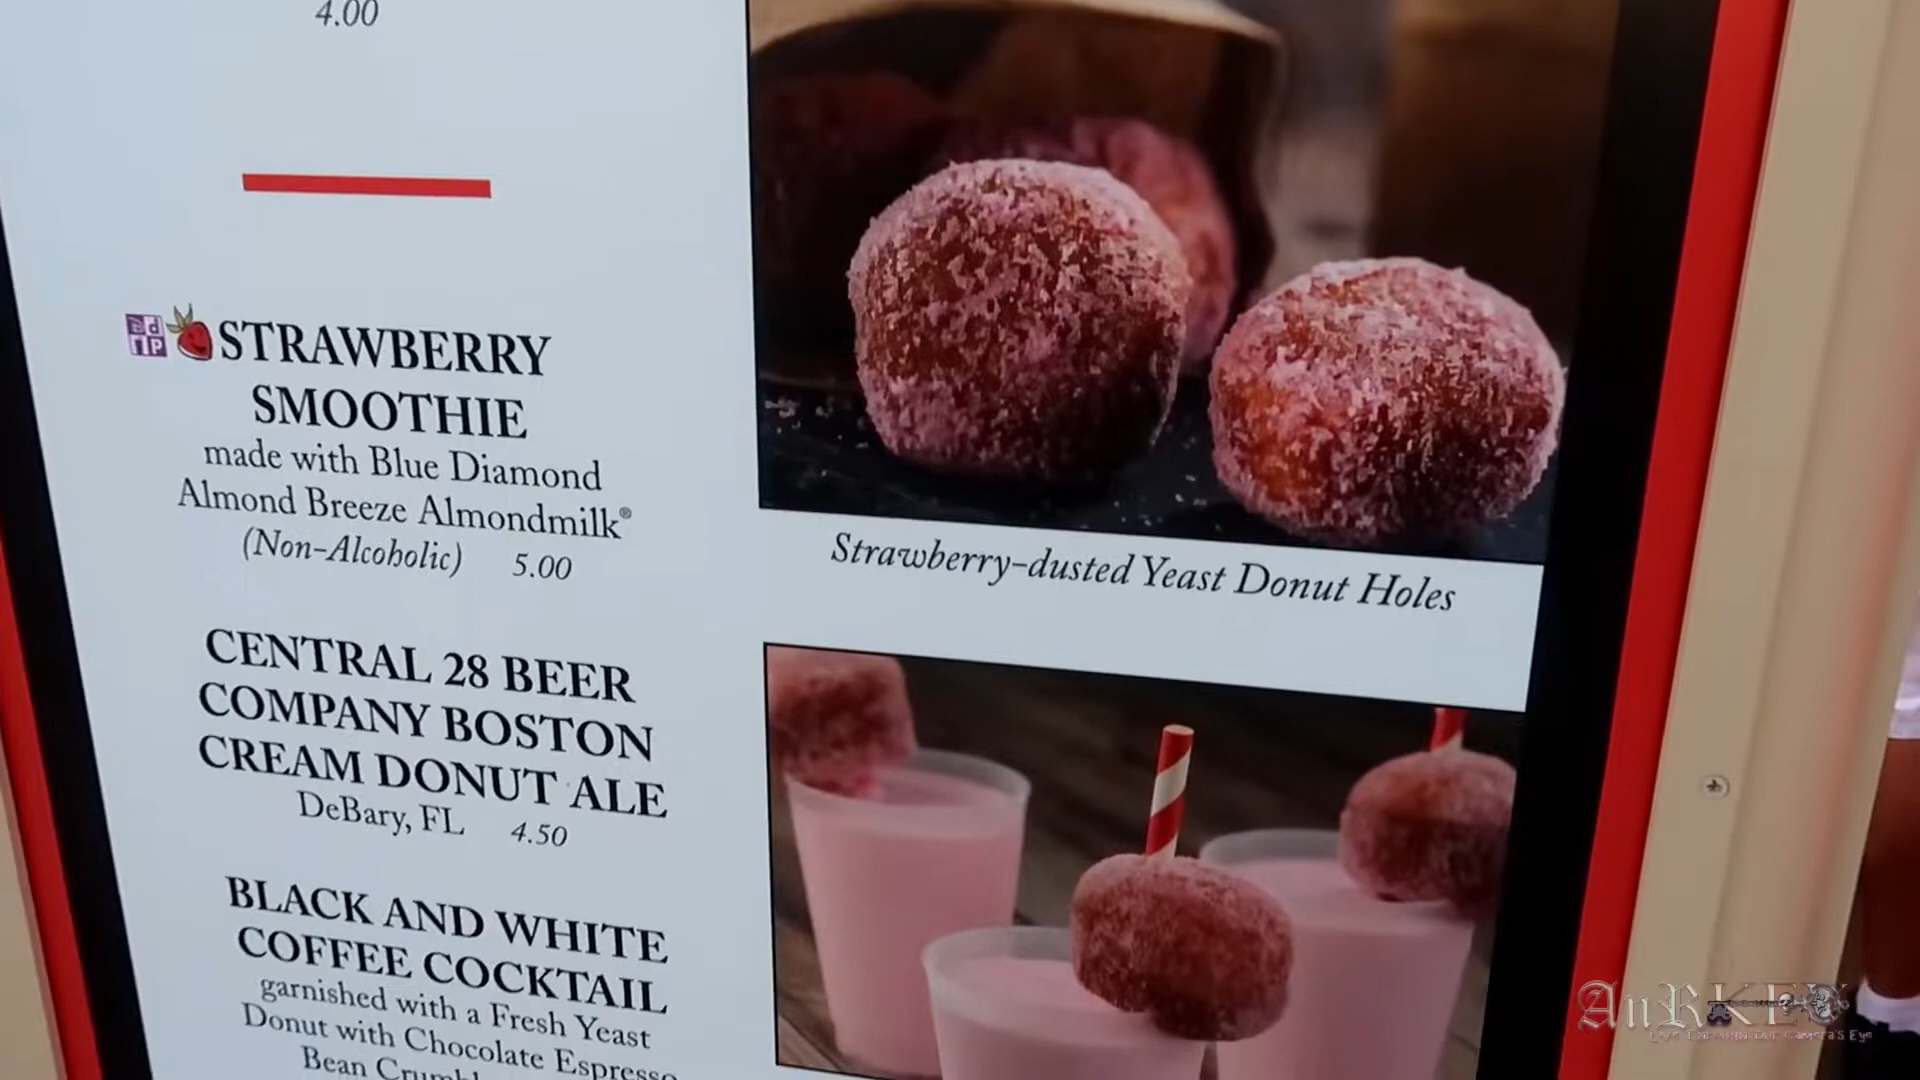 4.00
STRAWBERRY
SMOOTHIE
made with Blue Diamond
Almond Breeze Almondmilk®
(Non-Alcoholic) 5.00
CENTRAL 28 BEER
COMPANY BOSTON
CREAM DONUT ALE
DeBary, FL 4.50
BLACK AND WHITE
COFFEE COCKTAIL
garnished with a Fresh Yeast
Donut with Chocolate Espresso
Bean
Strawberry-dusted Yeast Donut Holes
AnRKEY